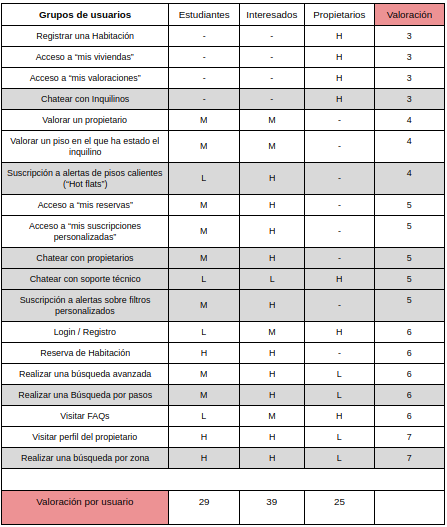 Grupos de usuarios Estudiantes Interesados Propietarios Valoración
Registrar una Habitación - - H 3
Acceso a “mis viviendas” - - H 3
Acceso a “mis valoraciones” - - H 3
Chatear con Inquilinos - - H 3
Valorar un propietario M M - 4
Valorar un piso en el que ha estado el
inquilino M M - 4
Suscripción a alertas de pisos calientes
(“Hot flats”) L H - 4
Acceso a “mis reservas” M H - 5
Acceso a “mis suscripciones
personalizadas” M H - 5
Chatear con propietarios M H - 5
Chatear con soporte técnico L L H 5
Suscripción a alertas sobre filtros
personalizados M H - 5
Login / Registro L M H 6
Reserva de Habitación H H - 6
Realizar una búsqueda avanzada M H L 6
Realizar una Búsqueda por pasos M H L 6
Visitar FAQs L M H 6
Visitar perfil del propietario H H L 7
Realizar una búsqueda por zona H H L 7
Valoración por usuario 29 39 25